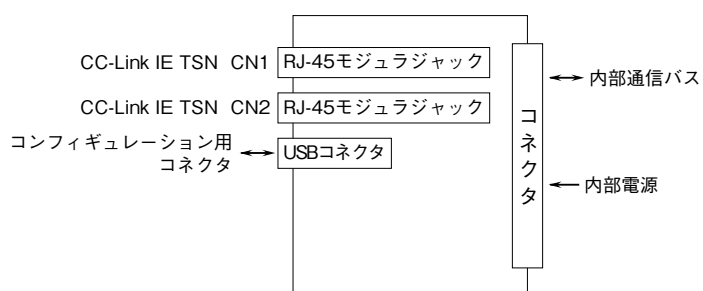 CC-Link IE TSN CN1 RJ-45モジュラジャック
内部通信バス
CC-Link IE TSN CN2 RJ-45モジュラジャック
コンフィギュレーション用
コネクタ
USBコネクタ
コネクタ
内部電源